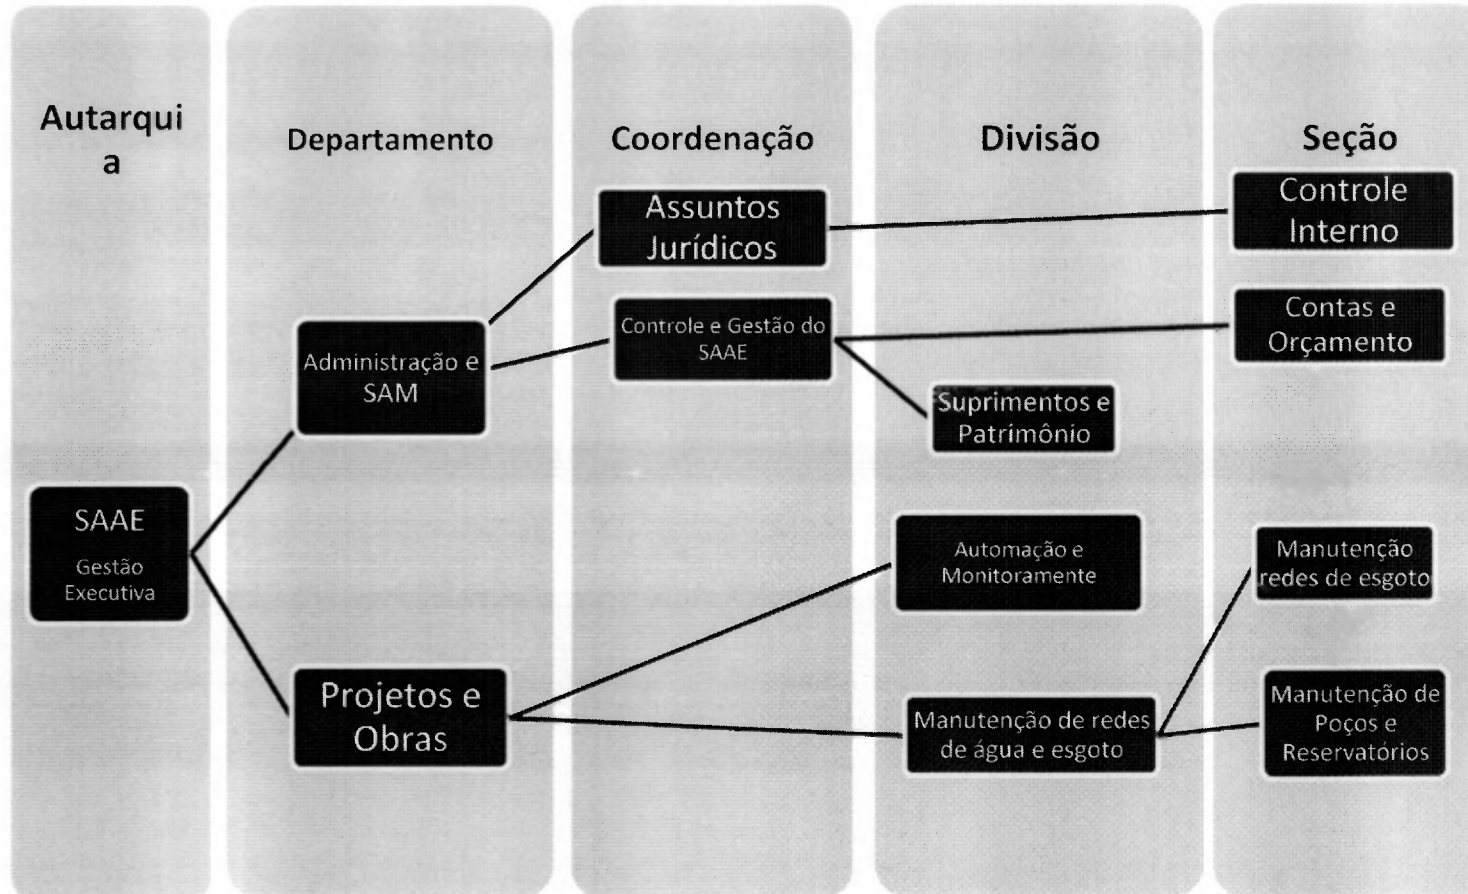 Autarqui
a
Departamento
Coordenação
Divisão
Seção
Assuntos
Jurídicos
Controle
Interno
Controle e Gestão do
SAAE
Contas e
Orçamento
Administração e
SAM
Suprimentos e
Patrimônio
SAAE
Gestão
Executiva
Automação e
Monitoramente
Manutenção
redes de esgoto
Projetos e
Obras
Manutenção de redes
de água e esgoto
Manutenção de
Poços e
Reservatórios